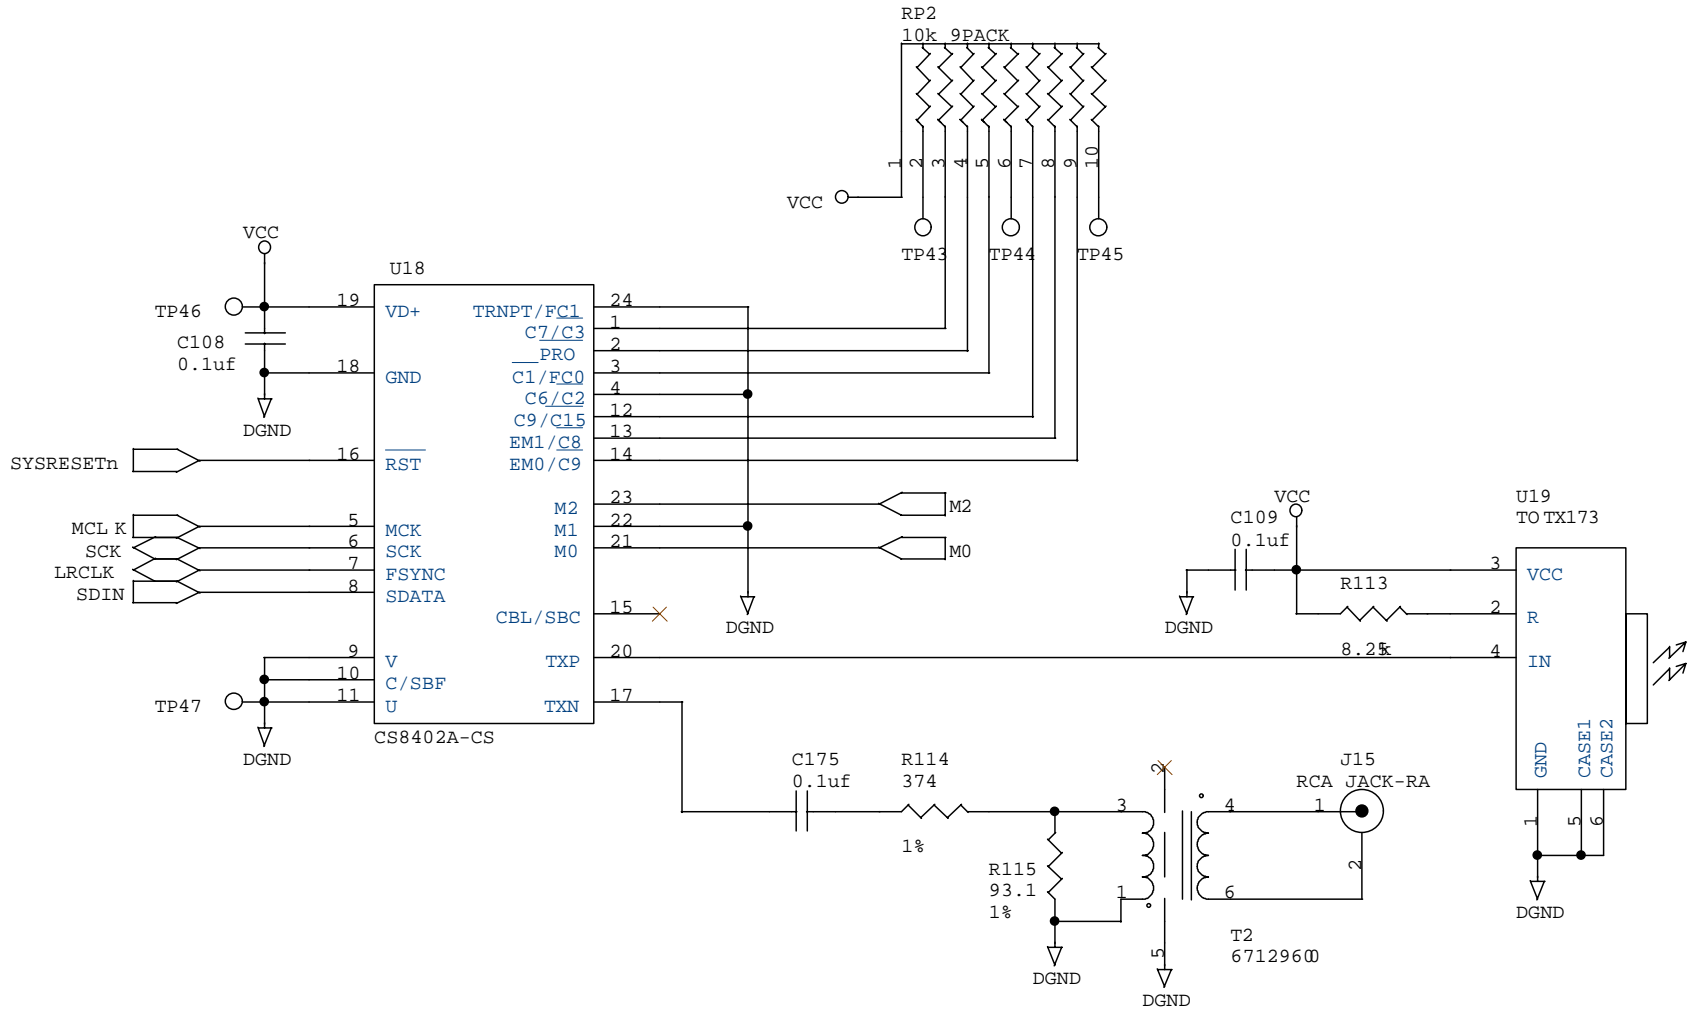 RP2
10k 9PACK
1
2
3
4
5
6
7
8
9
10
VCC
TP43
TP44
TP45
VCC
TP46
C108
0.1uf
DGND
U18
19
VD+
18
GND
SYSRESETn
16
RST
MCLK
5
MCK
SCK
6
SCK
LRCLK
7
FSYNC
SDIN
8
SDATA
9
V
10
C/SBF
TP47
11
U
DGND
CS8402A-CS
TRNPT/FC1
24
C7/C3
1
PRO
2
C1/FC0
3
C6/C2
4
C9/C15
12
EM1/C8
13
EM0/C9
14
M2
23
M2
M1
22
M0
21
M0
CBL/SBC
15
DGND
TXP
20
TXN
17
VCC
C109
0.1uf
DGND
R113
8.25k
U19
TOTX173
3
VCC
2
R
4
IN
GND
CASE1
CASE2
1
5
6
DGND
C175
0.1uf
R114
374
1%
R115
93.1
1%
DGND
2
3
1
5
DGND
4
6
T2
67129600
J15
RCA JACK-RA
1
2